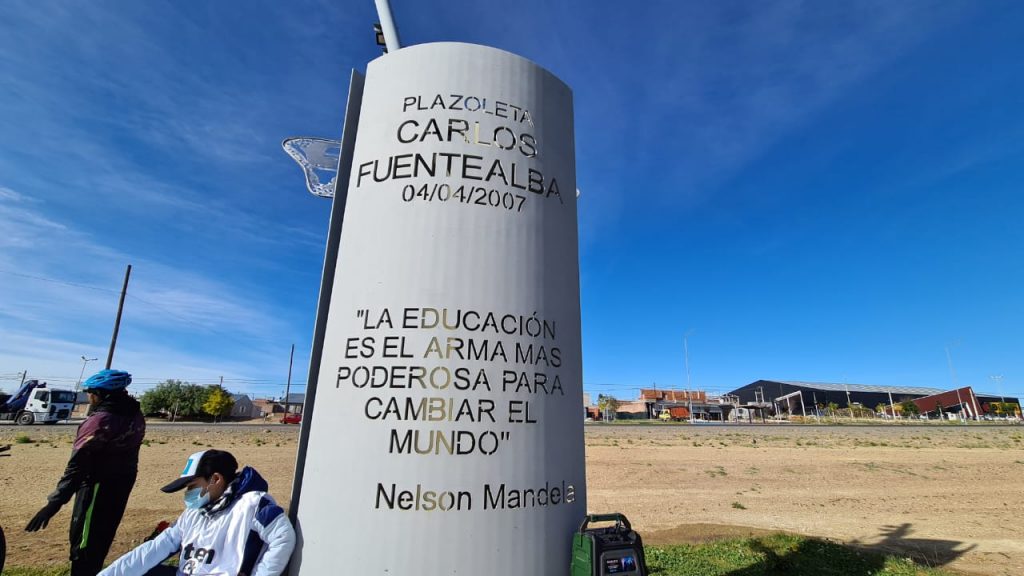 PLAZOLETA
CARLOS
FUENTEALBA
04/04/2007
"LA EDUCACIÓN
ES EL ARMA MAS
PODEROSA PARA
CAMBIAR EL
MUNDO"
Nelson Mandela
ten